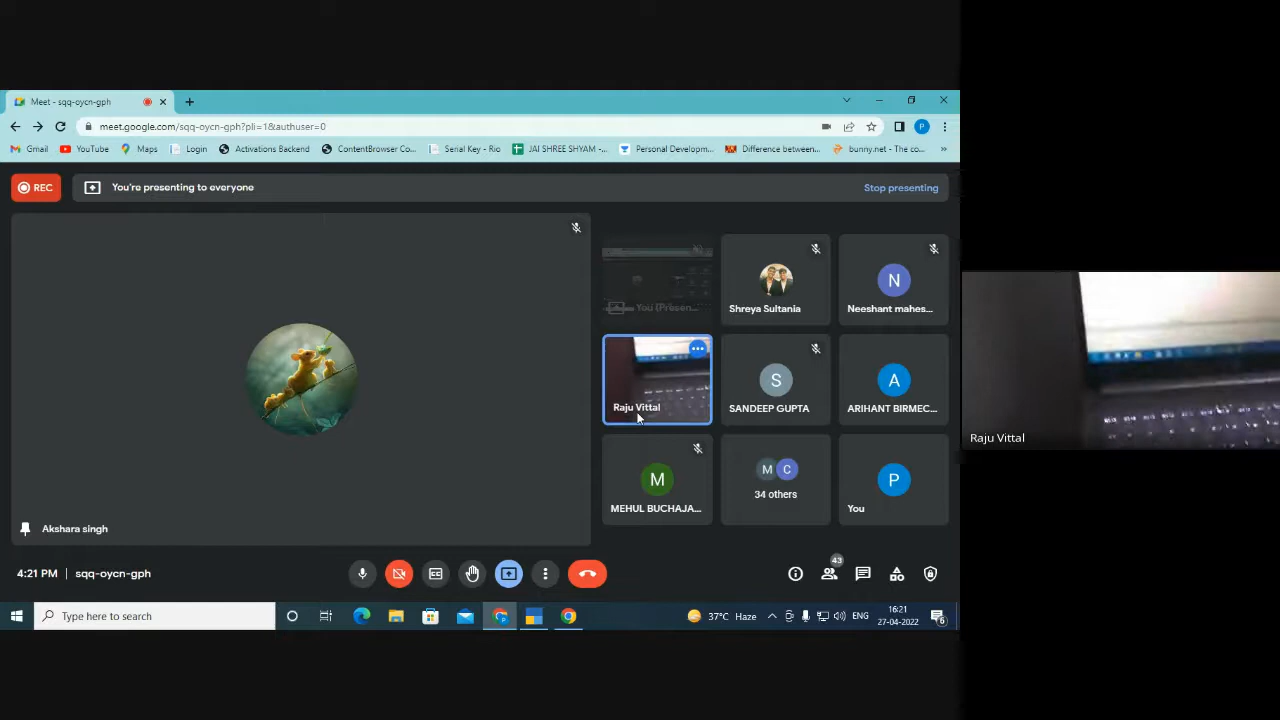 Meet - sqq-oycn-gph
meet.google.com/sqq-oycn-gph?pli=1&authuser=0
P
Gmail
YouTube
Maps
Login
Activations Backend
ContentBrowser Co...
Serial Key - Rio
JAI SHREE SHYAM -...
Personal Developm...
Difference between...
bunny.net - The co...
»
REC
You're presenting to everyone
Stop presenting
You (Presen...
Shreya Sultania
N
Neeshant mahes...
Raju Vittal
S
SANDEEP GUPTA
A
ARIHANT BIRMEC...
M
MEHUL BUCHAJA...
M C
34 others
P
You
Akshara singh
Raju Vittal
4:21 PM | sqq-oycn-gph
CC
43
Type here to search
37°C Haze
ENG
16:21
27-04-2022
6